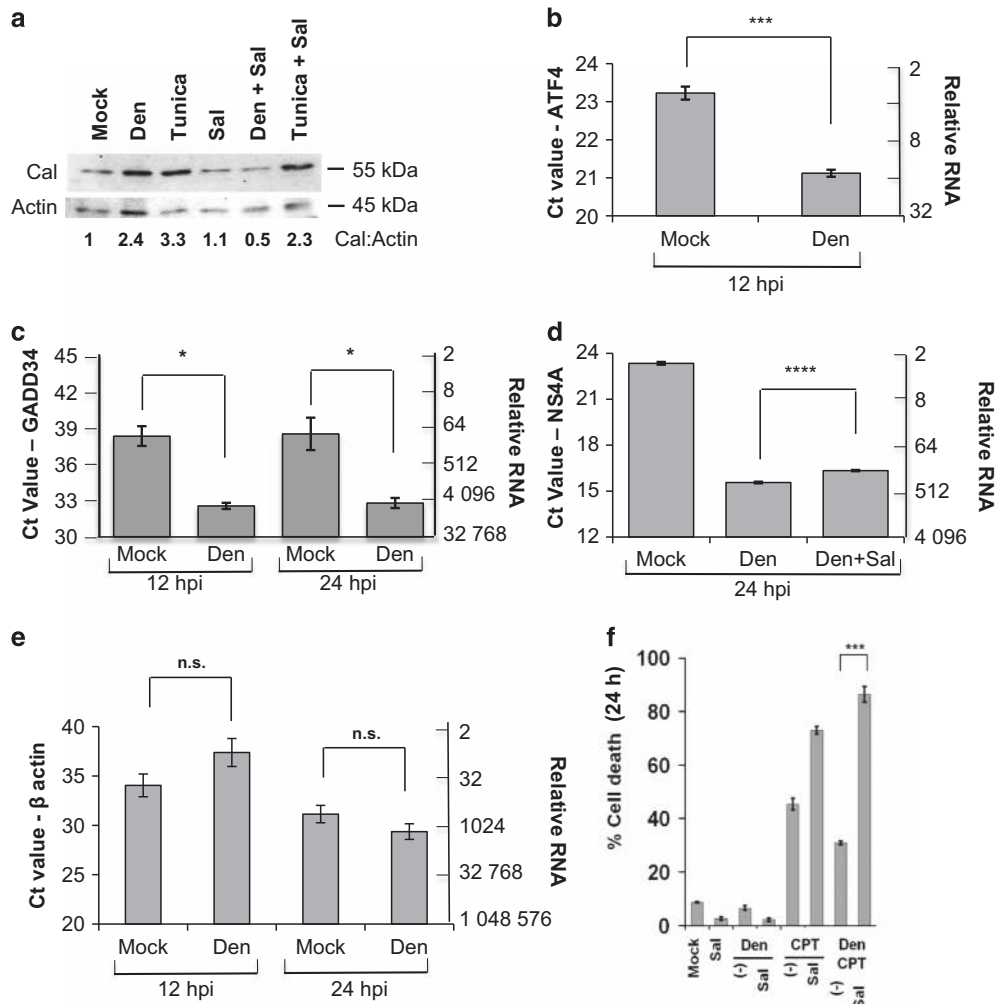 a
Mock
Den
Tunica
Sal
Den + Sal
Tunica + Sal
Cal
55 kDa
Actin
45 kDa
1 2.4 3.3 1.1 0.5 2.3 Cal:Actin
b
***
Ct value - ATF4
24
23
22
21
20
2
8
32
Relative RNA
Mock Den
12 hpi
c
* *
Ct Value – GADD34
45
42
39
36
33
30
2
8
64
512
4 096
32 768
Relative RNA
Mock Den Mock Den
12 hpi 24 hpi
d
****
Ct Value – NS4A
24
21
18
15
12
2
8
64
512
4 096
Relative RNA
Mock Den Den+Sal
24 hpi
e
n.s. n.s.
Ct value - β actin
40
35
30
25
20
2
32
1024
32 768
1 048 576
Relative RNA
Mock Den Mock Den
12 hpi 24 hpi
f
***
% Cell death (24 h)
100
80
60
40
20
0
Mock
Sal
Den
(-)
Sal
CPT
(-)
Sal
Den
CPT
(-)
Sal